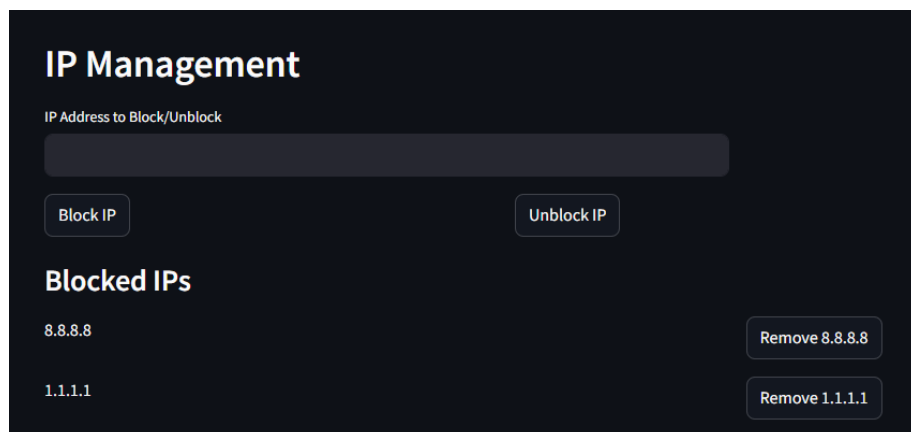 IP Management
IP Address to Block/Unblock
Block IP
Unblock IP
Blocked IPs
8.8.8.8
Remove 8.8.8.8
1.1.1.1
Remove 1.1.1.1